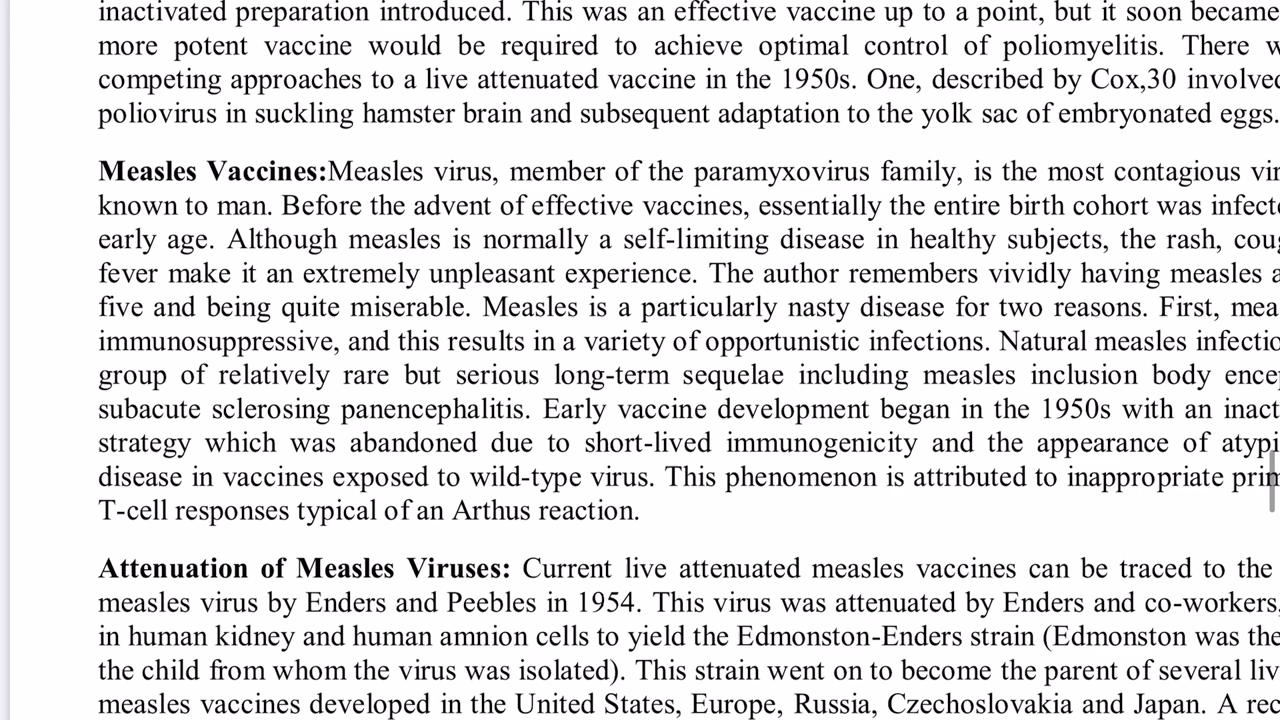 inactivated preparation introduced. This was an effective vaccine up to a point, but it soon became
more potent vaccine would be required to achieve optimal control of poliomyelitis. There
competing approaches to a live attenuated vaccine in the 1950s. One, described by Cox,30 involved
poliovirus in suckling hamster brain and subsequent adaptation to the yolk sac of embryonated eggs.
Measles Vaccines:Measles virus, member of the paramyxovirus family, is the most contagious
known to man. Before the advent of effective vaccines, essentially the entire birth cohort was
early age. Although measles is normally a self-limiting disease in healthy subjects, the rash,
fever make it an extremely unpleasant experience. The author remembers vividly having measles
five and being quite miserable. Measles is a particularly nasty disease for two reasons. First,
immunosuppressive, and this results in a variety of opportunistic infections. Natural measles
group of relatively rare but serious long-term sequelae including measles inclusion body
subacute sclerosing panencephalitis. Early vaccine development began in the 1950s with an
strategy which was abandoned due to short-lived immunogenicity and the appearance of
disease in vaccines exposed to wild-type virus. This phenomenon is attributed to inappropriate
T-cell responses typical of an Arthus reaction.
Attenuation of Measles Viruses: Current live attenuated measles vaccines can be traced to the
measles virus by Enders and Peebles in 1954. This virus was attenuated by Enders and co-workers,
in human kidney and human amnion cells to yield the Edmonston-Enders strain (Edmonston was the
the child from whom the virus was isolated). This strain went on to become the parent of several
measles vaccines developed in the United States, Europe, Russia, Czechoslovakia and Japan. A